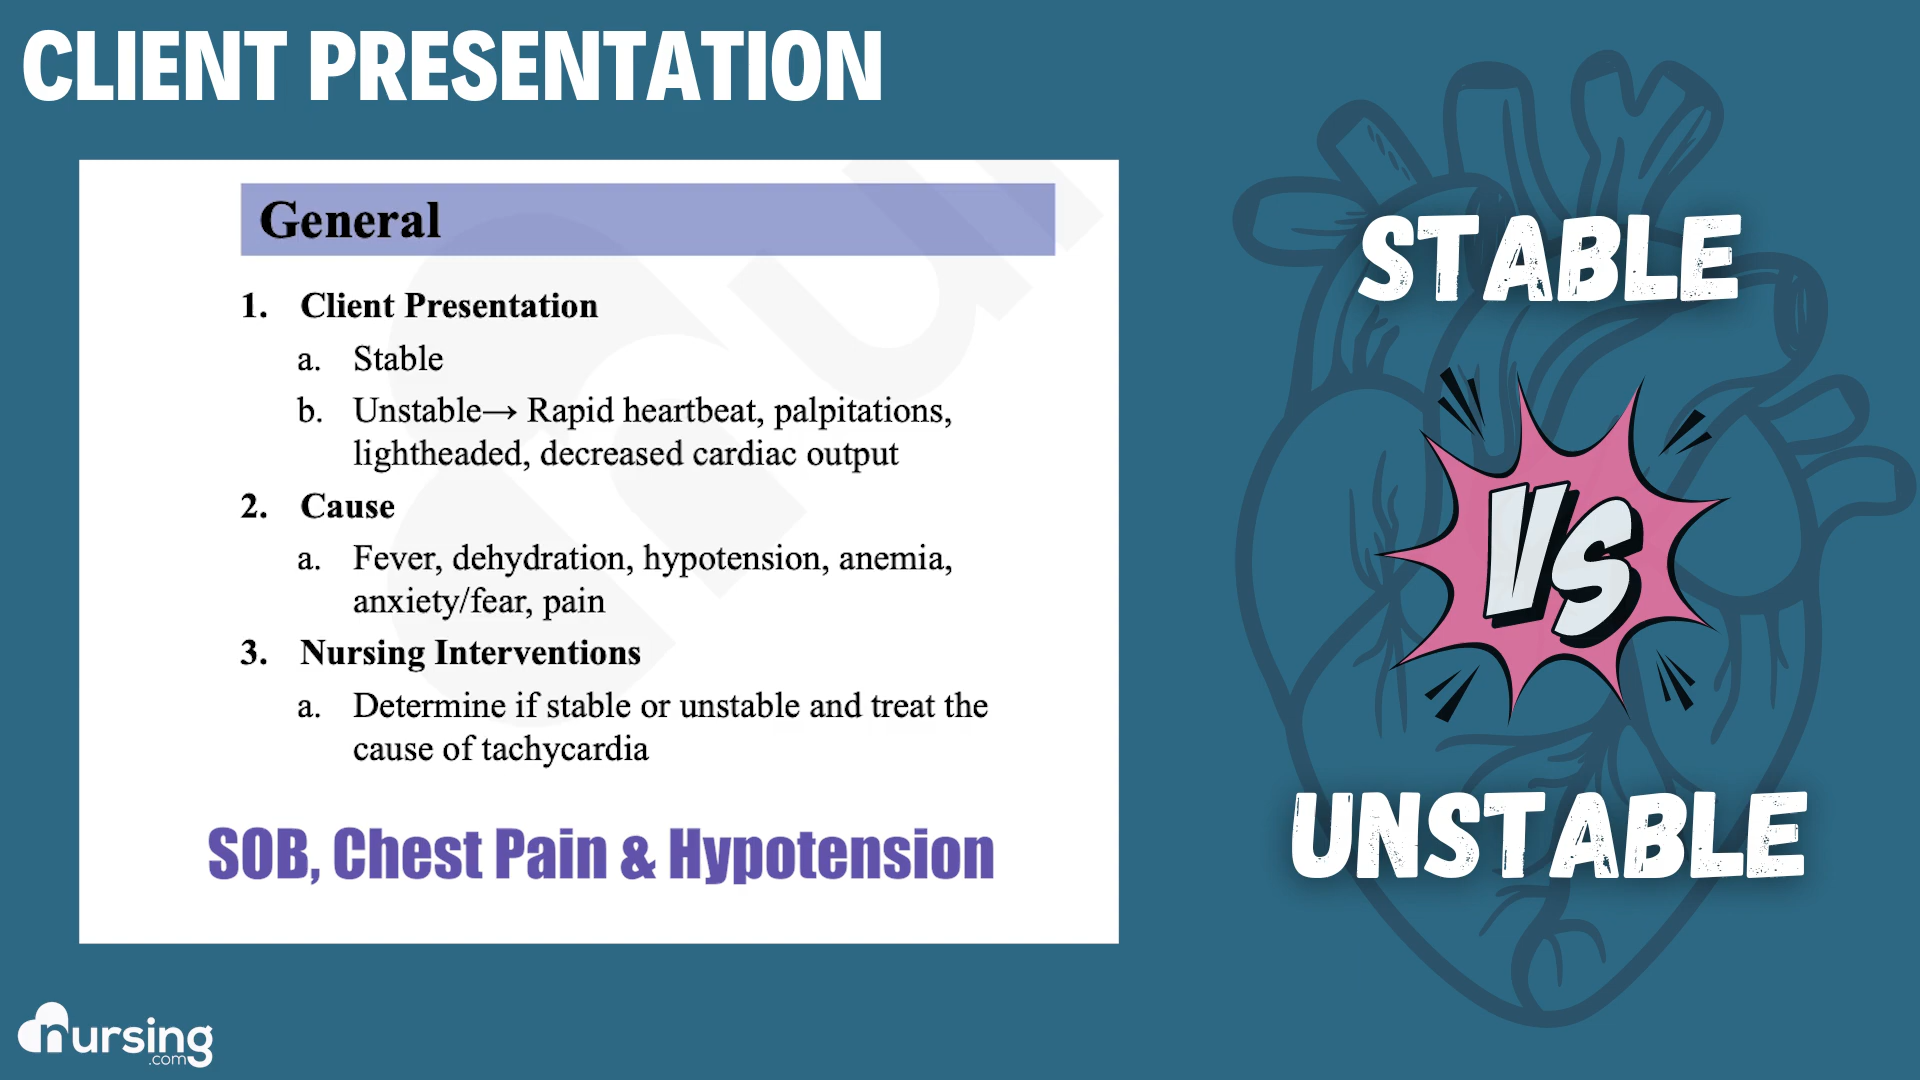 CLIENT PRESENTATION
General
1. Client Presentation
a. Stable
b. Unstable→ Rapid heartbeat, palpitations,
lightheaded, decreased cardiac output
2. Cause
a. Fever, dehydration, hypotension, anemia,
anxiety/fear, pain
3. Nursing Interventions
a. Determine if stable or unstable and treat the
cause of tachycardia
SOB, Chest Pain & Hypotension
STABLE
VS
UNSTABLE
nursing
.com